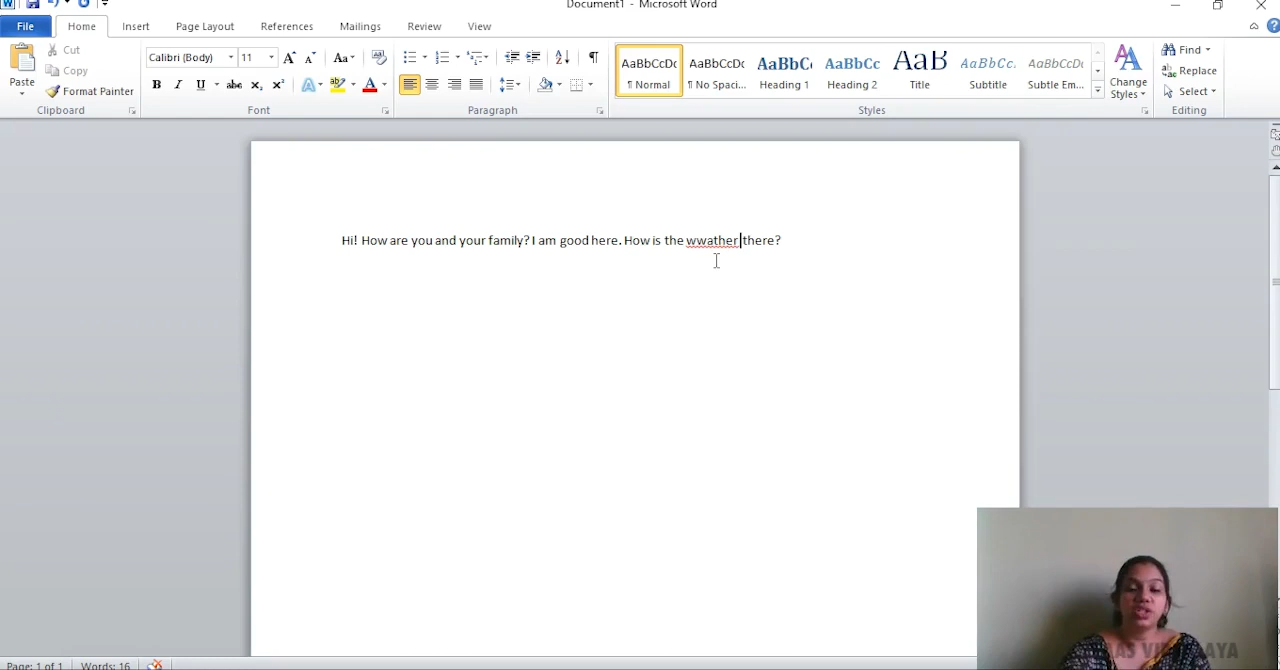 Document1 - Microsoft Word
File Home Insert Page Layout References Mailings Review View
Paste
Cut
Copy
Format Painter
Clipboard
Calibri (Body) 11
Font
Paragraph
AaBbCcDc
¶ Normal
AaBbCcDc
¶ No Spaci...
AaBbC
Heading 1
AaBbCc
Heading 2
AaB
Title
AaBbCc.
Subtitle
AaBbCcDc
Subtle Em...
Change
Styles
Styles
Find
Replace
Select
Editing
Hi! How are you and your family? I am good here. How is the wwather there?
Page: 1 of 1 Words: 16